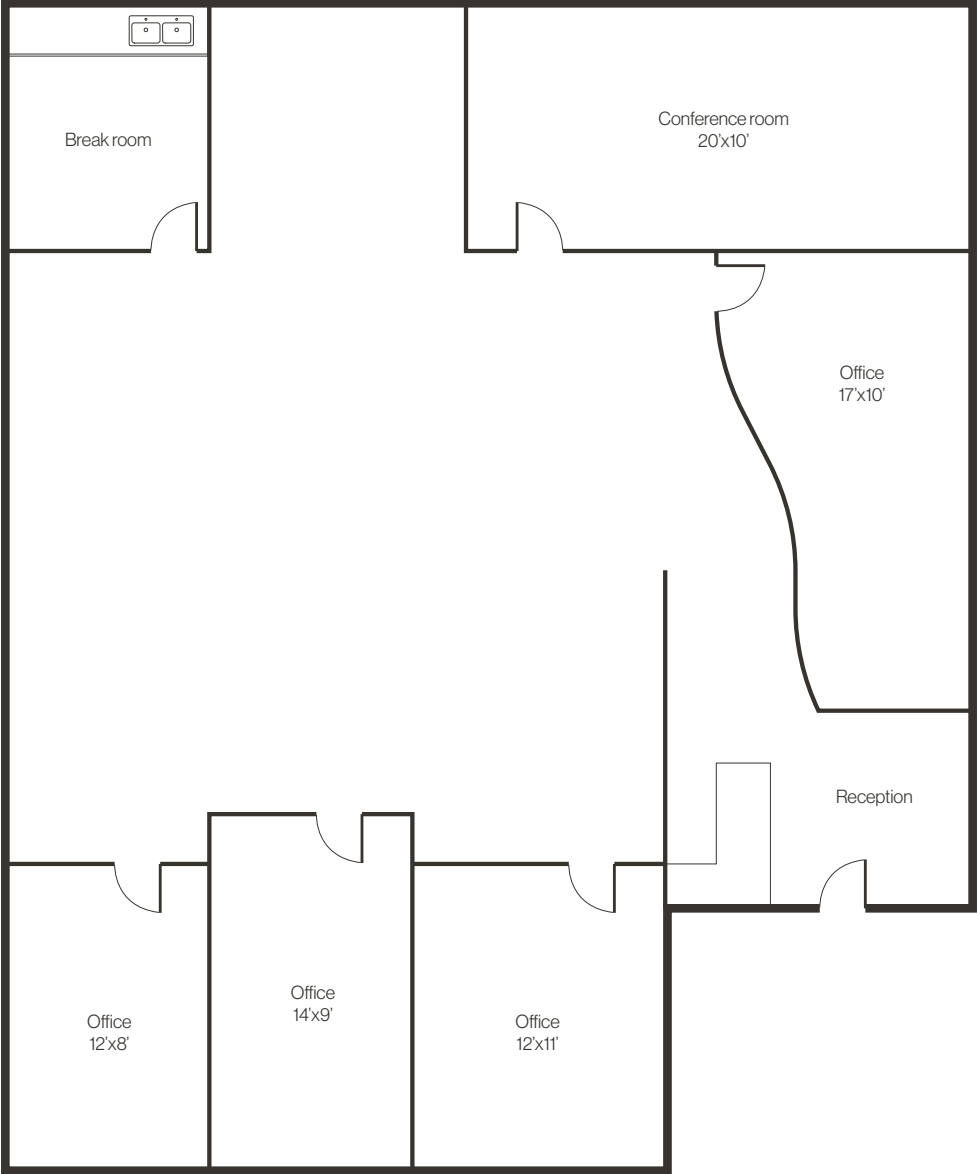 Break room
Conference room
20'x10'
Office
17'x10'
Reception
Office
12'x8'
Office
14'x9'
Office
12'x11'